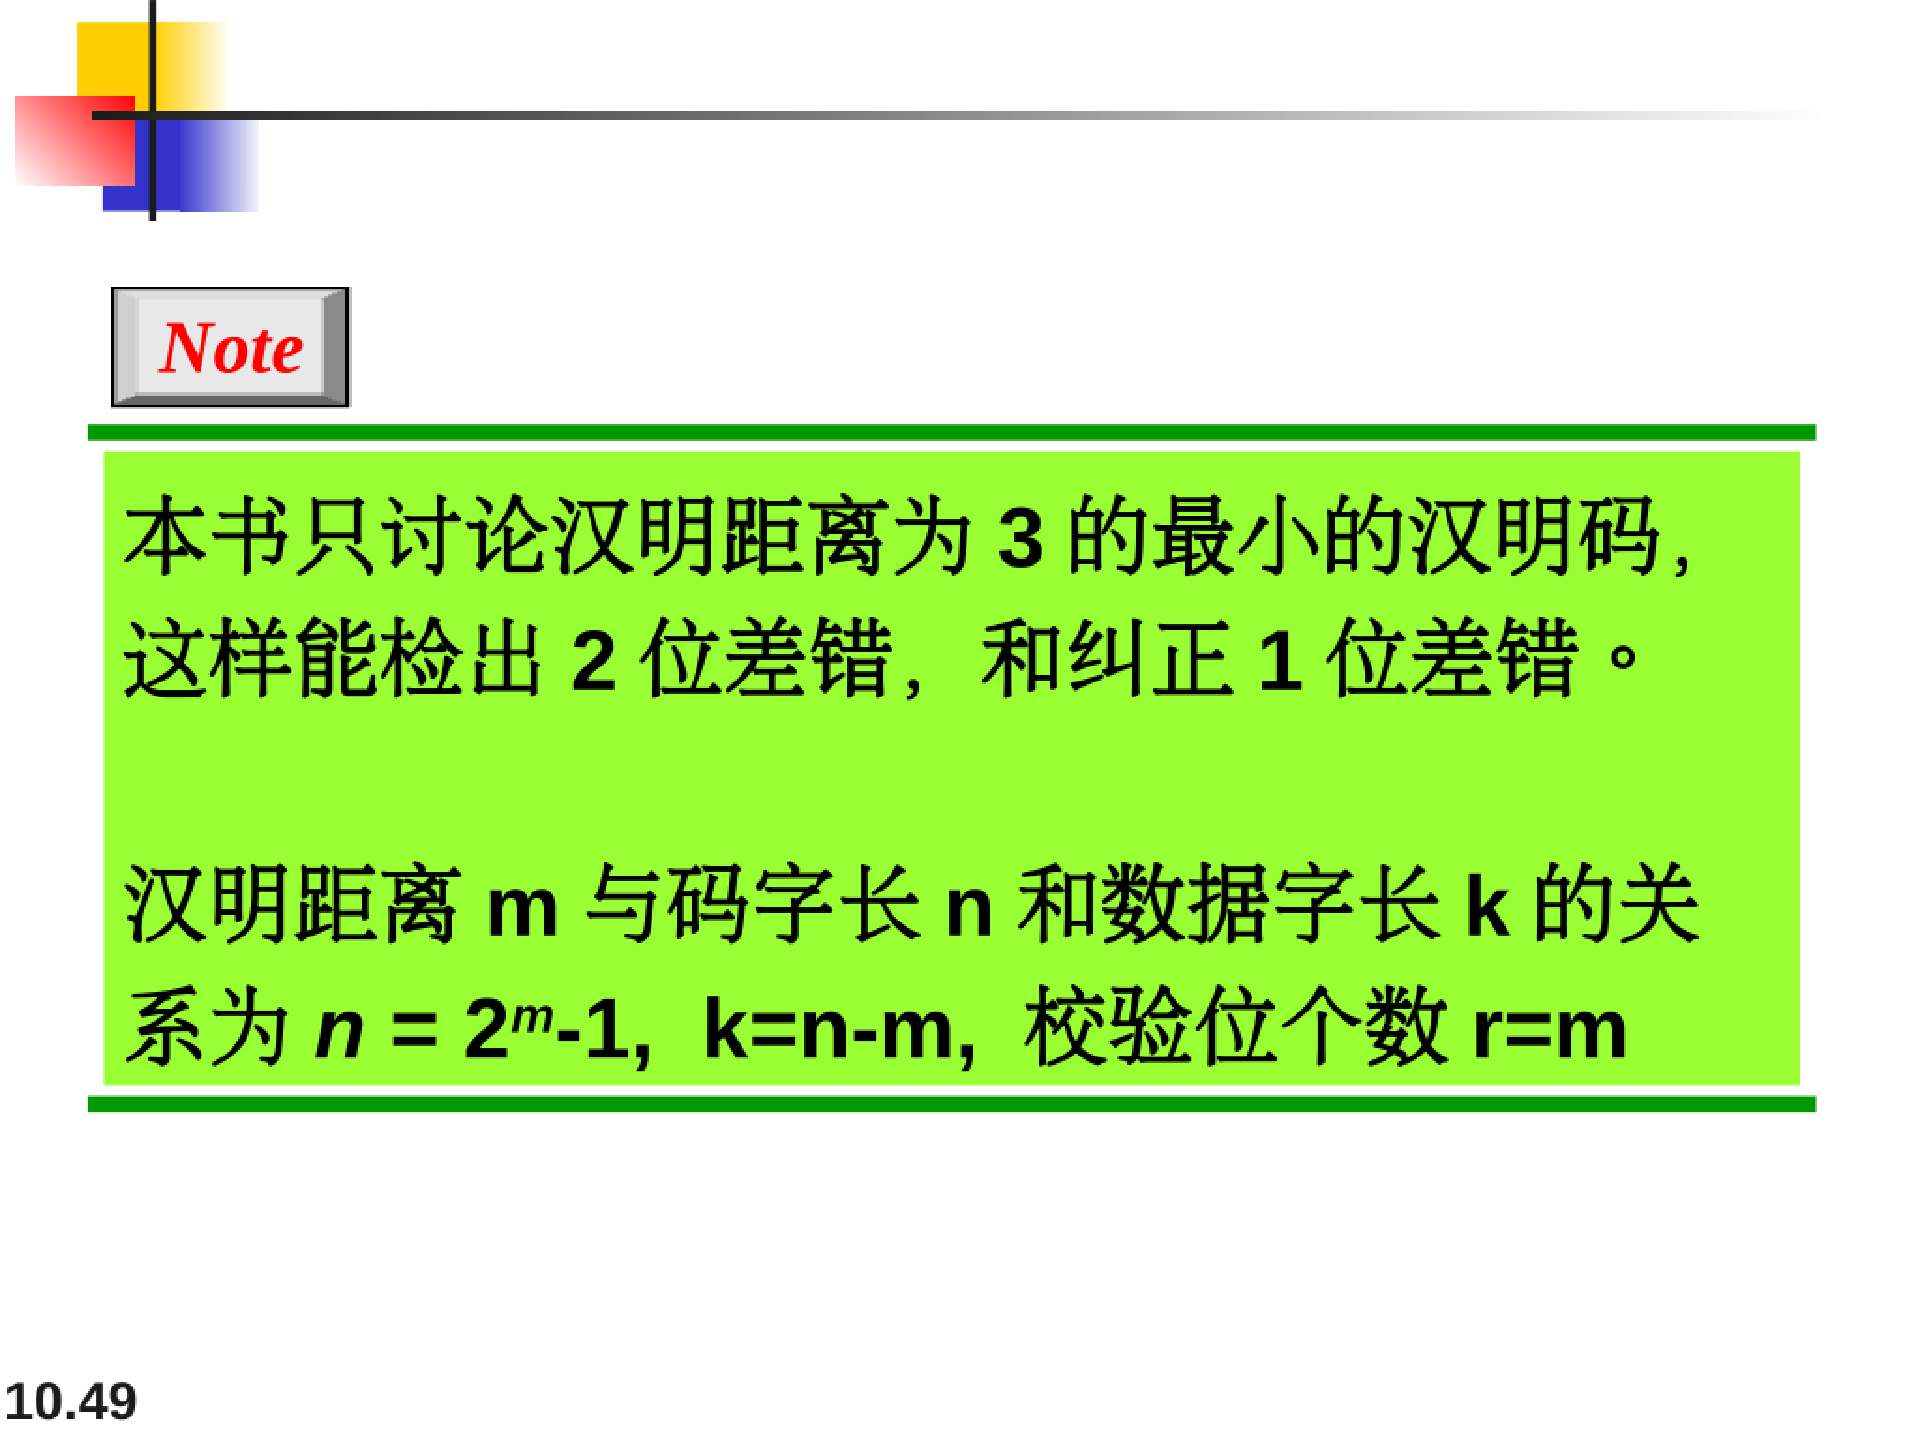 Note
本书只讨论汉明距离为 3 的最小的汉明码，
这样能检出 2 位差错，和纠正 1 位差错。
汉明距离 m 与码字长 n 和数据字长 k 的关
系为 n = 2ᵐ-1, k=n-m, 校验位个数 r=m
10.49